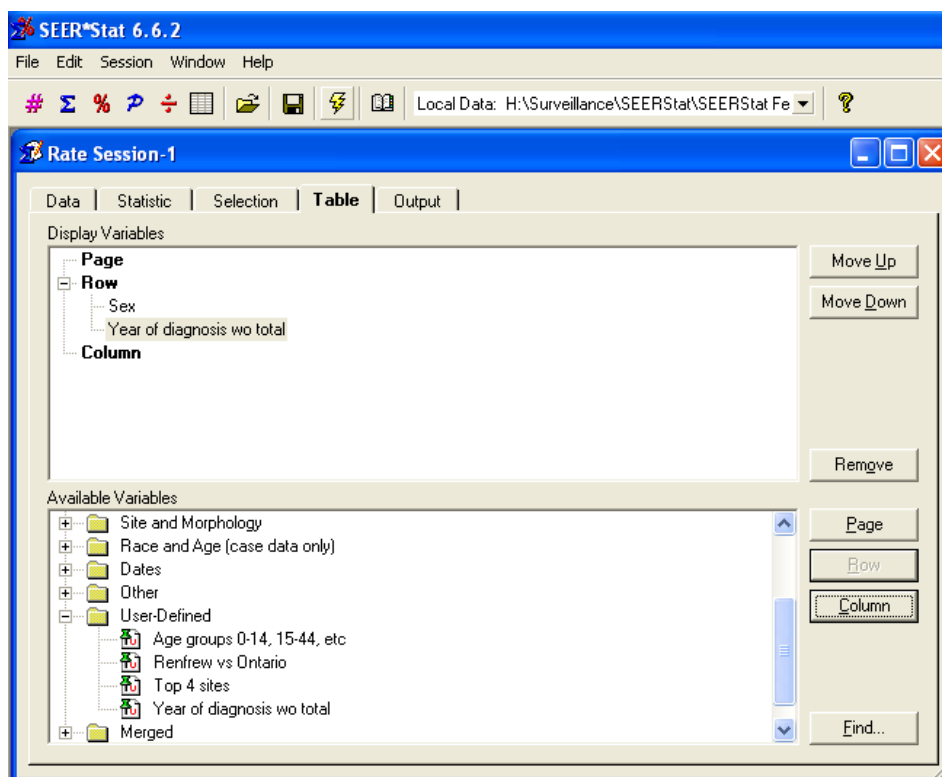 SEER*Stat 6.6.2
File Edit Session Window Help
Local Data: H:\Surveillance\SEERStat\SEERStat Fe
Rate Session-1
Data Statistic Selection Table Output
Display Variables
Page
Row
Sex
Year of diagnosis wo total
Column
Move Up
Move Down
Remove
Available Variables
Site and Morphology
Race and Age (case data only)
Dates
Other
User-Defined
Age groups 0-14, 15-44, etc
Renfrew vs Ontario
Top 4 sites
Year of diagnosis wo total
Merged
Page
Row
Column
Find...